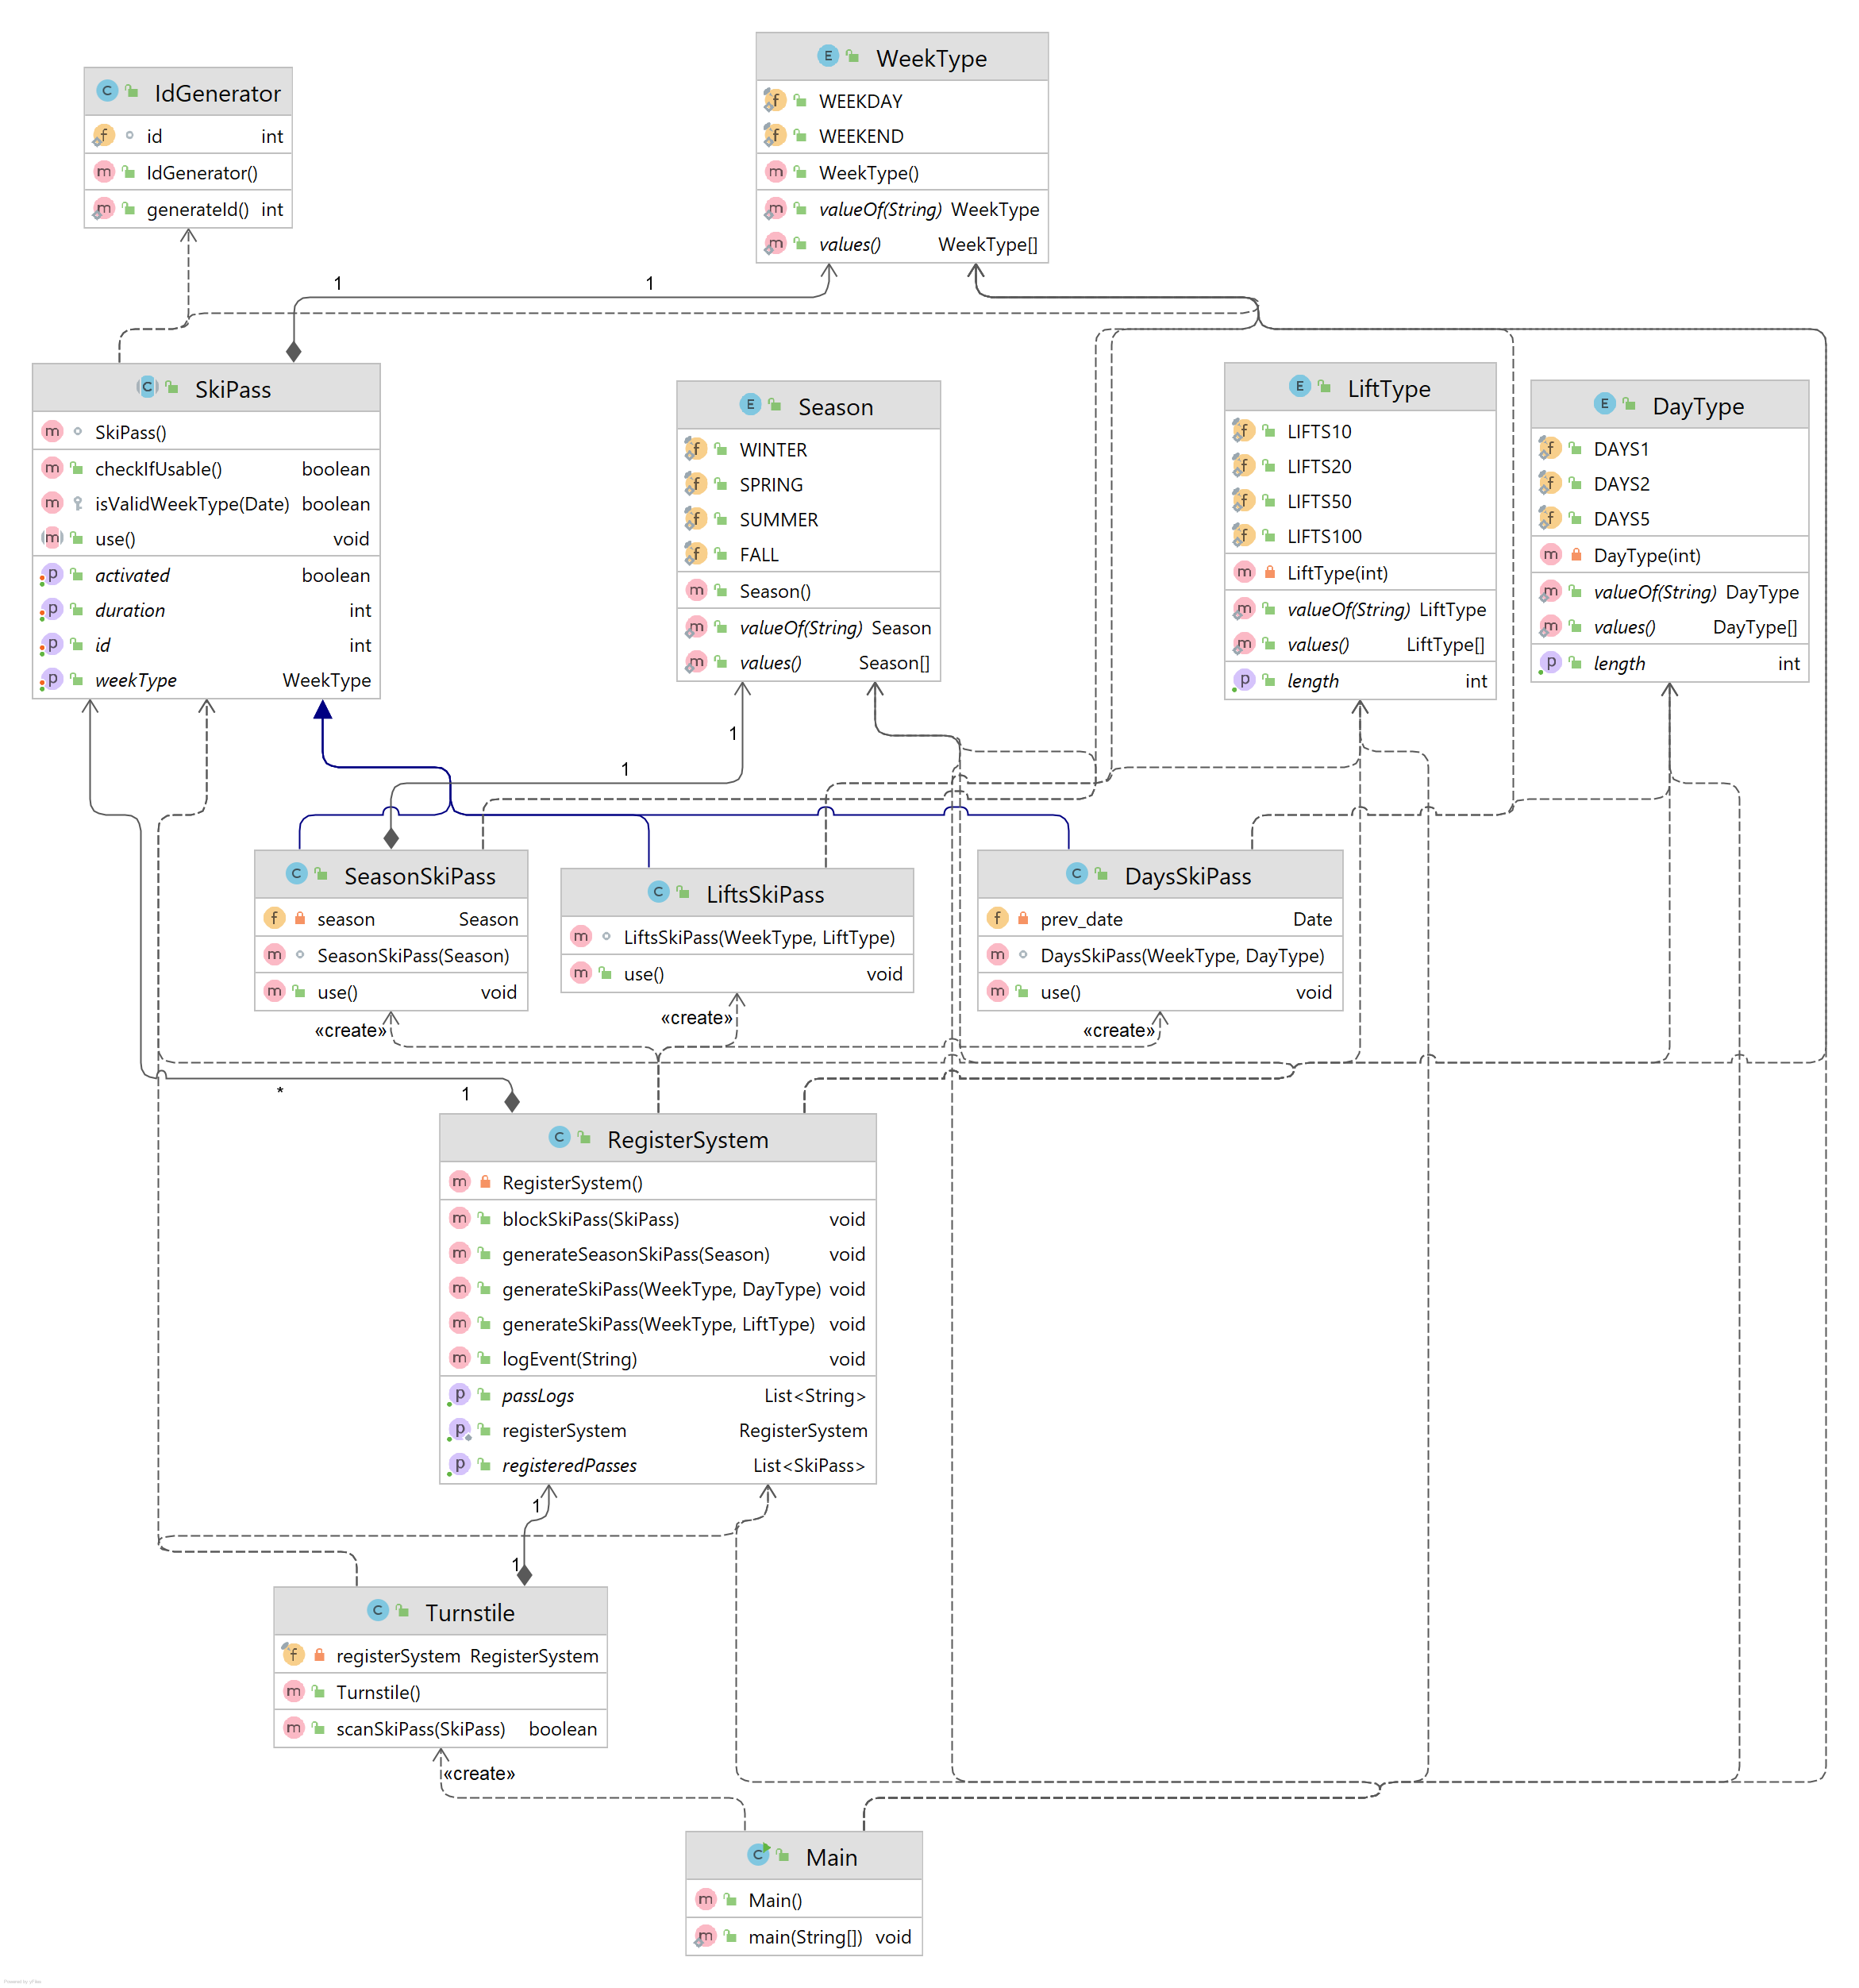 WeekType
WEEKDAY
WEEKEND
WeekType()
valueOf(String) WeekType
values() WeekType[]
IdGenerator
id int
IdGenerator()
generateId() int
1 1
SkiPass
SkiPass()
checkIfUsable() boolean
isValidWeekType(Date) boolean
use() void
activated boolean
duration int
id int
weekType WeekType
Season
WINTER
SPRING
SUMMER
FALL
Season()
valueOf(String) Season
values() Season[]
LiftType
LIFTS10
LIFTS20
LIFTS50
LIFTS100
LiftType(int)
valueOf(String) LiftType
values() LiftType[]
length int
DayType
DAYS1
DAYS2
DAYS5
DayType(int)
valueOf(String) DayType
values() DayType[]
length int
1
1
SeasonSkiPass
season Season
SeasonSkiPass(Season)
use() void
LiftsSkiPass
LiftsSkiPass(WeekType, LiftType)
use() void
DaysSkiPass
prev_date Date
DaysSkiPass(WeekType, DayType)
use() void
«create» «create» «create»
* 1
RegisterSystem
RegisterSystem()
blockSkiPass(SkiPass) void
generateSeasonSkiPass(Season) void
generateSkiPass(WeekType, DayType) void
generateSkiPass(WeekType, LiftType) void
logEvent(String) void
passLogs List<String>
registerSystem RegisterSystem
registeredPasses List<SkiPass>
1
1
Turnstile
registerSystem RegisterSystem
Turnstile()
scanSkiPass(SkiPass) boolean
«create»
Main
Main()
main(String[]) void
Powered by yFiles